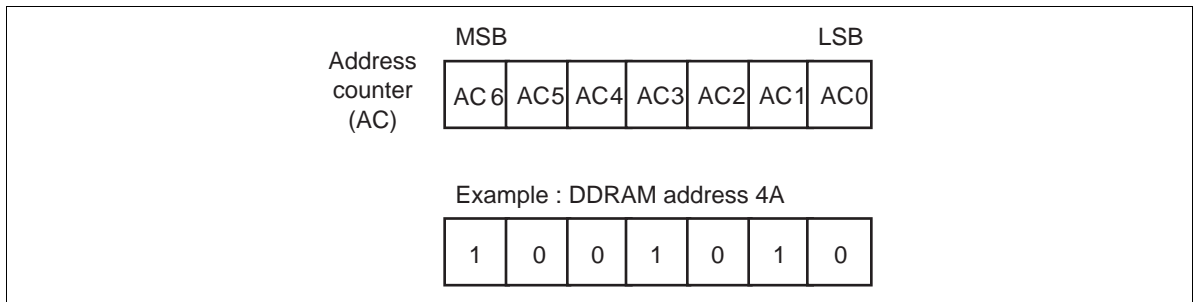 MSB LSB
Address
counter
(AC)
AC6 AC5 AC4 AC3 AC2 AC1 AC0
Example : DDRAM address 4A
1 0 0 1 0 1 0